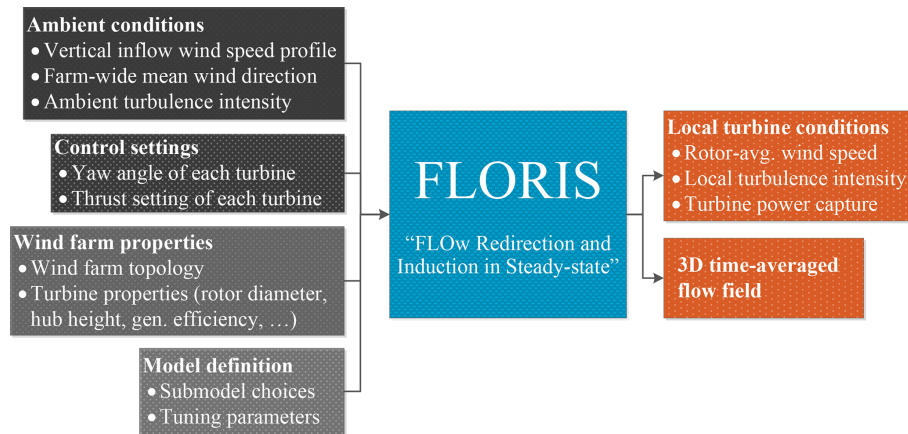 Ambient conditions
• Vertical inflow wind speed profile
• Farm-wide mean wind direction
• Ambient turbulence intensity
Control settings
• Yaw angle of each turbine
• Thrust setting of each turbine
Wind farm properties
• Wind farm topology
• Turbine properties (rotor diameter,
hub height, gen. efficiency, …)
Model definition
• Submodel choices
• Tuning parameters
FLORIS
“FLOw Redirection and
Induction in Steady-state”
Local turbine conditions
• Rotor-avg. wind speed
• Local turbulence intensity
• Turbine power capture
3D time-averaged
flow field